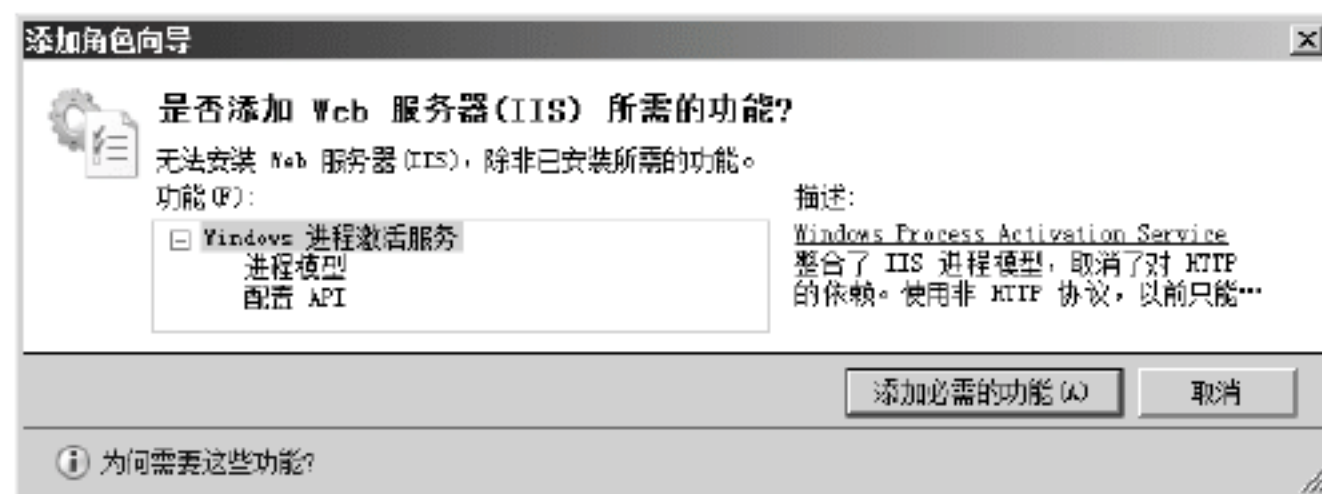 添加角色向导
是否添加 Web 服务器(IIS) 所需的功能?
无法安装 Web 服务器(IIS)，除非已安装所需的功能。
功能(F):
Windows 进程激活服务
进程模型
配置 API
描述:
Windows Process Activation Service
整合了 IIS 进程模型，取消了对 HTTP
的依赖。使用非 HTTP 协议，以前只能…
添加必需的功能(A)
取消
为何需要这些功能?